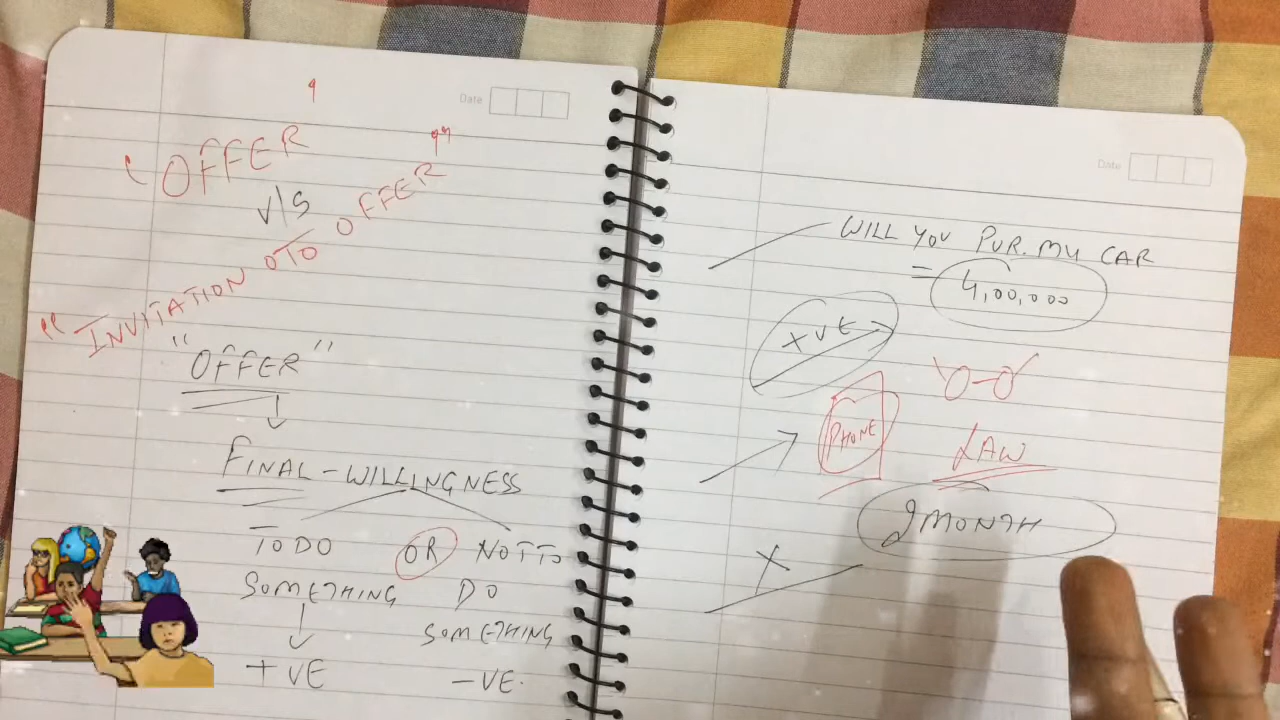 Date
'OFFER'
V/S
"INVITATION TO OFFER"
"OFFER"
FINAL-WILLINGNESS
TO DO OR NOT TO
SOMETHING DO
SOMETHING
+VE -VE.
Date
WILL YOU PUR. MY CAR
= 4,00,000
+VE
PHONE
LAW
2 MONTH
X